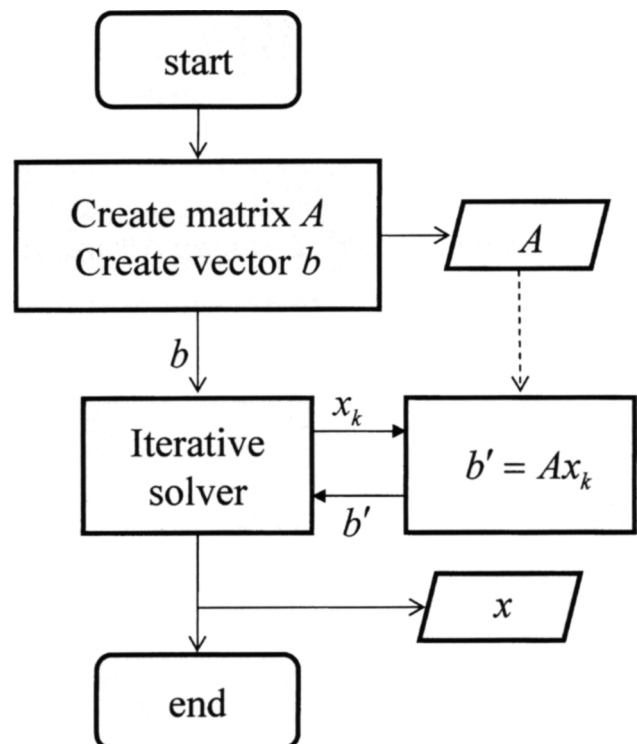 start
Create matrix A
Create vector b
A
b
Iterative
solver
x_k
b' = Ax_k
b'
x
end